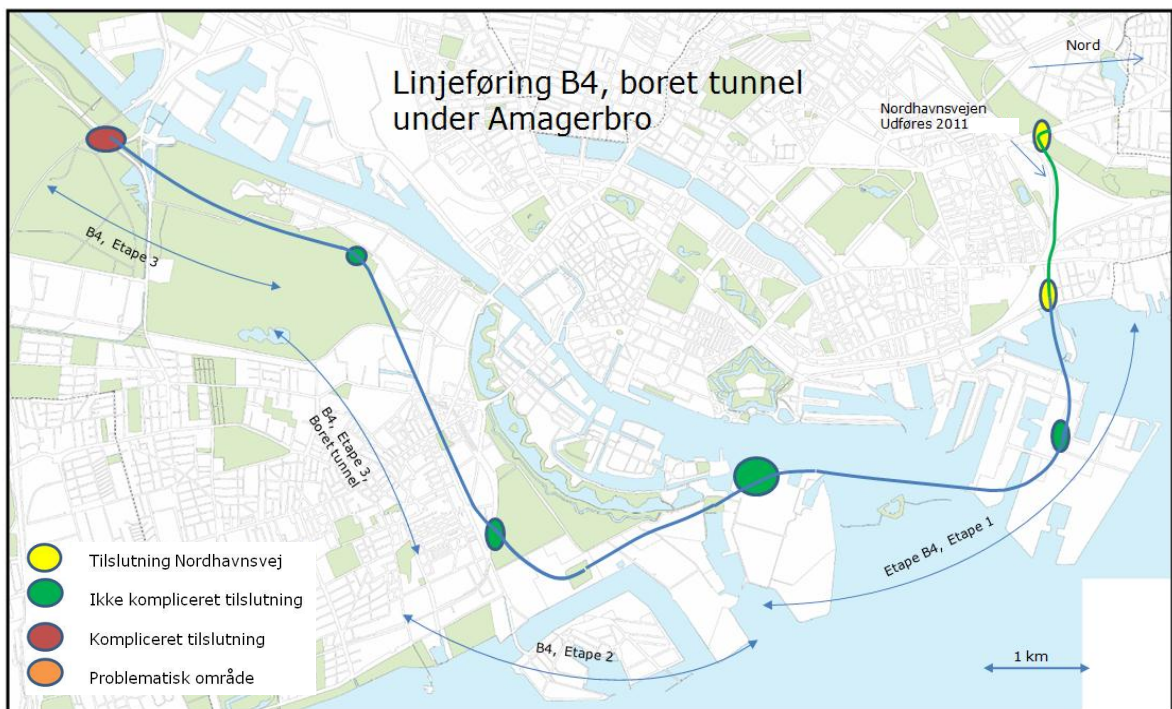 Linjeføring B4, boret tunnel
under Amagerbro
Nord
Nordhavnsvejen
Udføres 2011
B4, Etape 3
B4, Etape 3,
Boret tunnel
Etape B4, Etape 1
B4, Etape 2
1 km
Tilslutning Nordhavnsvej
Ikke kompliceret tilslutning
Kompliceret tilslutning
Problematisk område